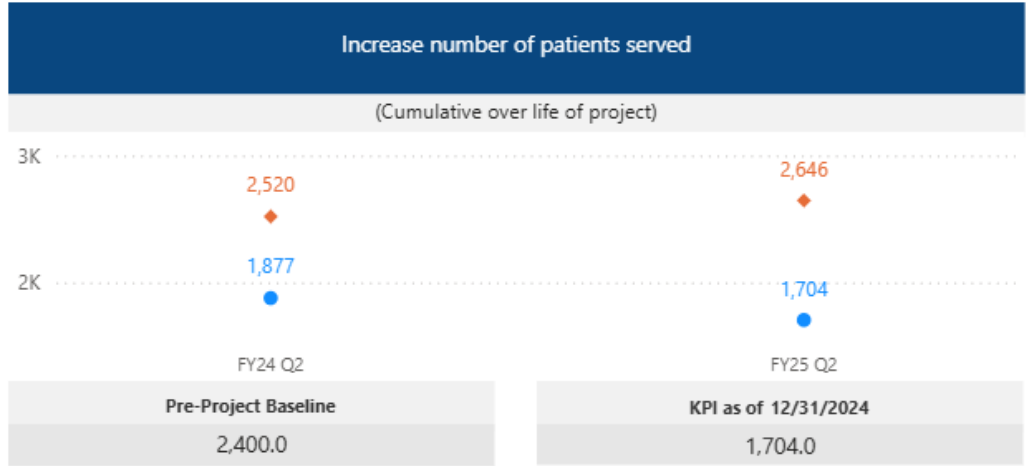 Increase number of patients served
(Cumulative over life of project)
3K
2,520
2,646
1,877
2K
1,704
FY24 Q2
FY25 Q2
Pre-Project Baseline
KPI as of 12/31/2024
2,400.0
1,704.0